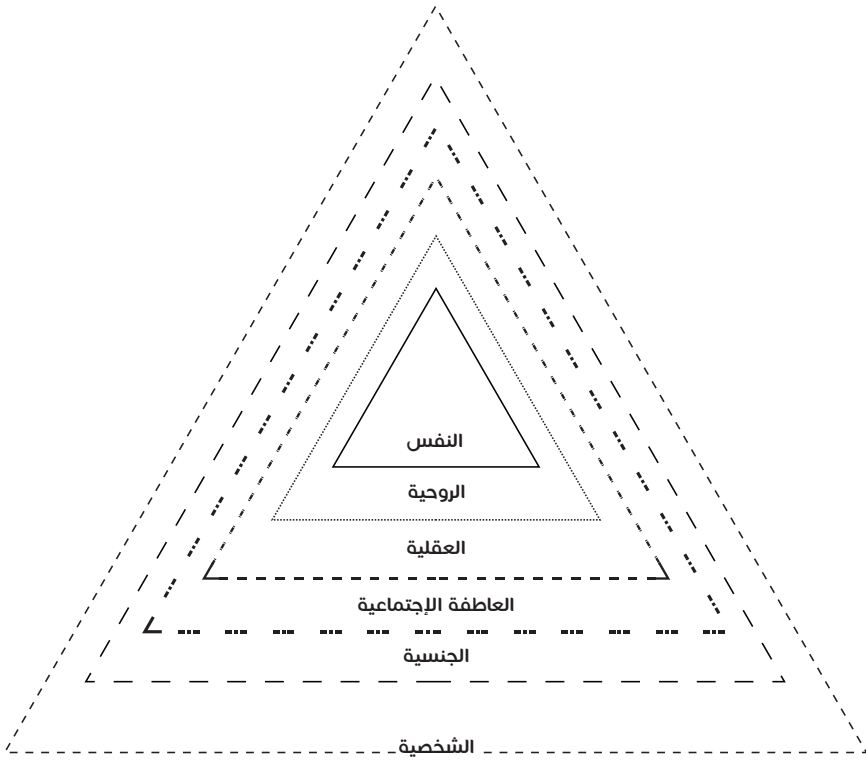 النفس
الروحية
العقلية
العاطفة الإجتماعية
الجنسية
الشخصية